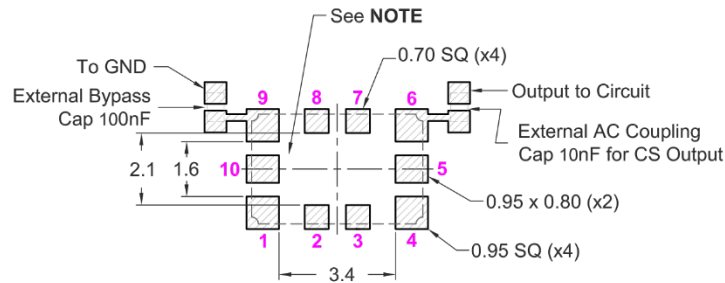 See NOTE
0.70 SQ (x4)
To GND
External Bypass
Cap 100nF
9
8
7
6
Output to Circuit
External AC Coupling
Cap 10nF for CS Output
2.1
1.6
10
5
0.95 x 0.80 (x2)
1
2
3
4
0.95 SQ (x4)
3.4